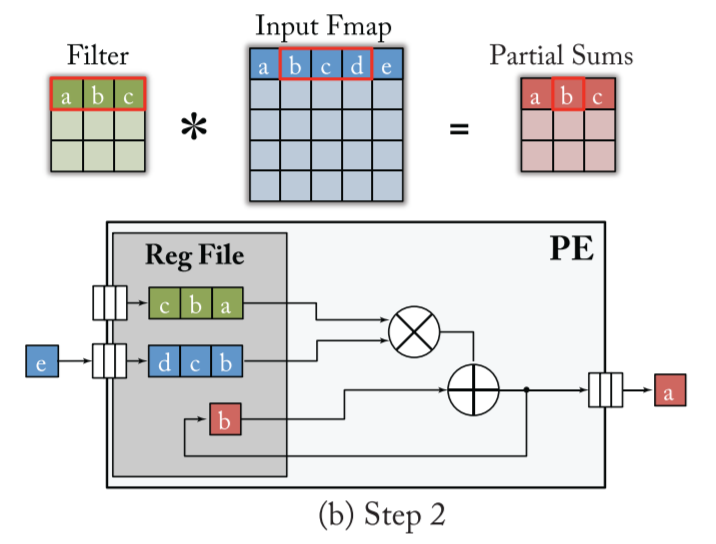 Filter
Input Fmap
Partial Sums
a b c
a b c d e
a b c
*
=
PE
Reg File
c b a
e
d c b
b
a
(b) Step 2